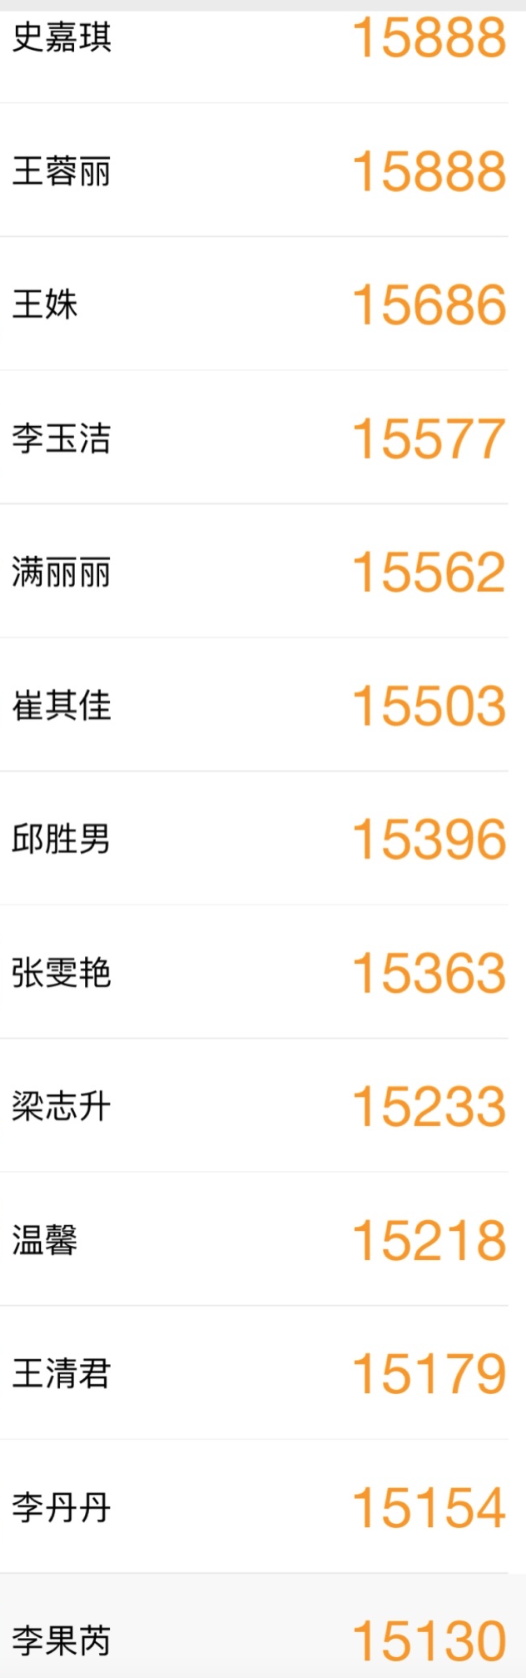 史嘉琪 15888
王蓉丽 15888
王姝 15686
李玉洁 15577
满丽丽 15562
崔其佳 15503
邱胜男 15396
张雯艳 15363
梁志升 15233
温馨 15218
王清君 15179
李丹丹 15154
李果芮 15130